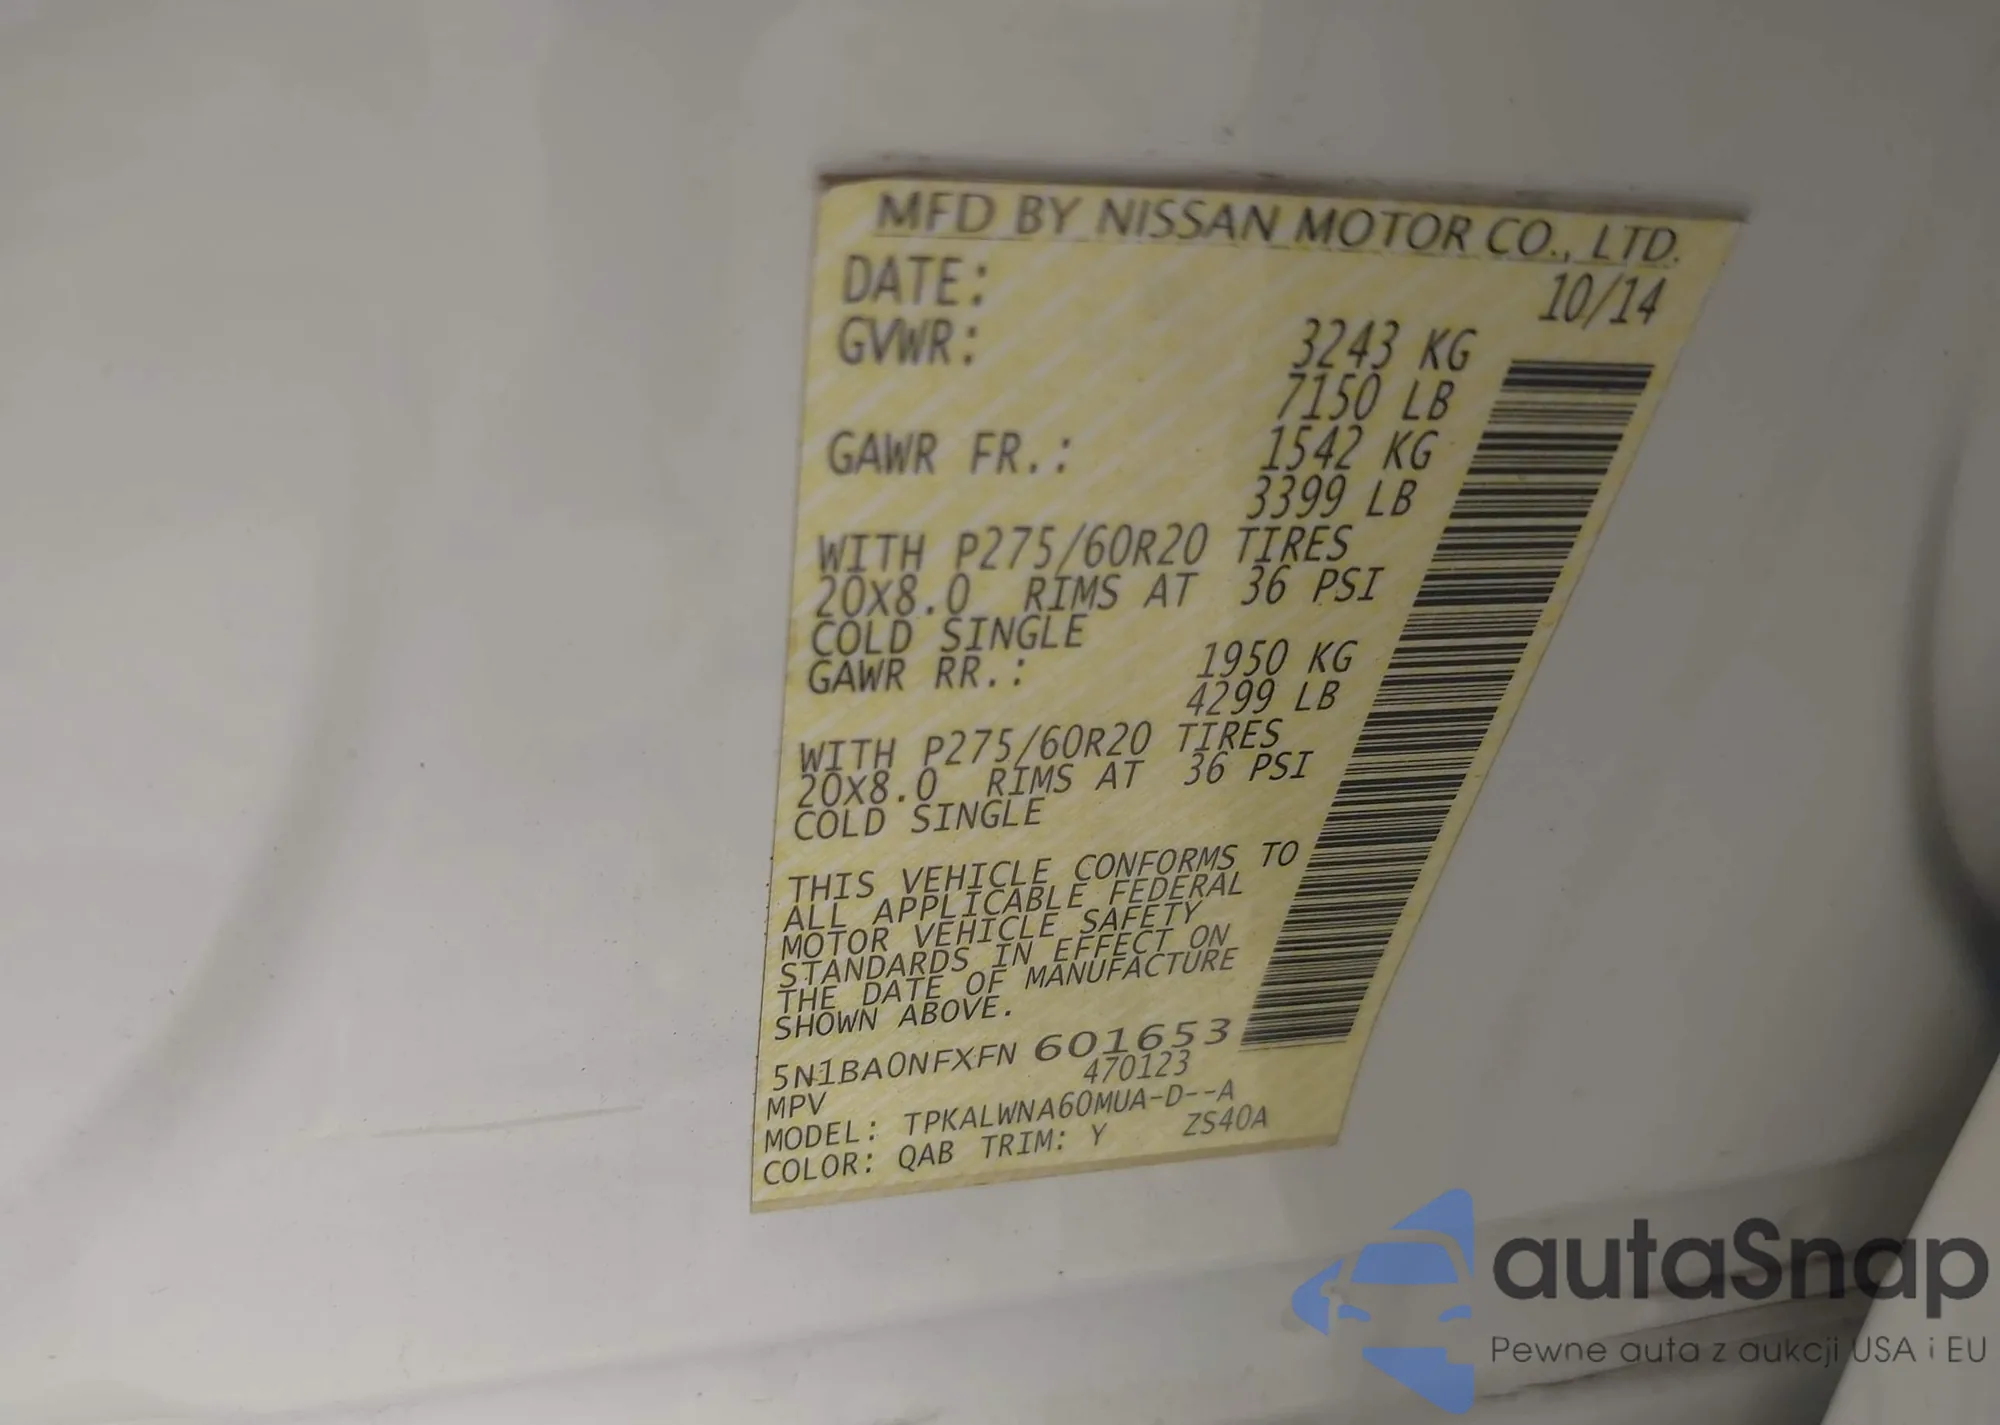 MFD BY NISSAN MOTOR CO., LTD.
DATE: 10/14
GVWR: 3243 KG
7150 LB
GAWR FR.: 1542 KG
3399 LB
WITH P275/60R20 TIRES
20X8.0 RIMS AT 36 PSI
COLD SINGLE
GAWR RR.: 1950 KG
4299 LB
WITH P275/60R20 TIRES
20X8.0 RIMS AT 36 PSI
COLD SINGLE
THIS VEHICLE CONFORMS TO
ALL APPLICABLE FEDERAL
MOTOR VEHICLE SAFETY
STANDARDS IN EFFECT ON
THE DATE OF MANUFACTURE
SHOWN ABOVE.
5N1BA0NFXFN 601653
MPV 470123
MODEL: TPKALWNA60MUA-D--A
COLOR: QAB TRIM: Y ZS40A
autaSnap
Pewne auta z aukcji USA i EU